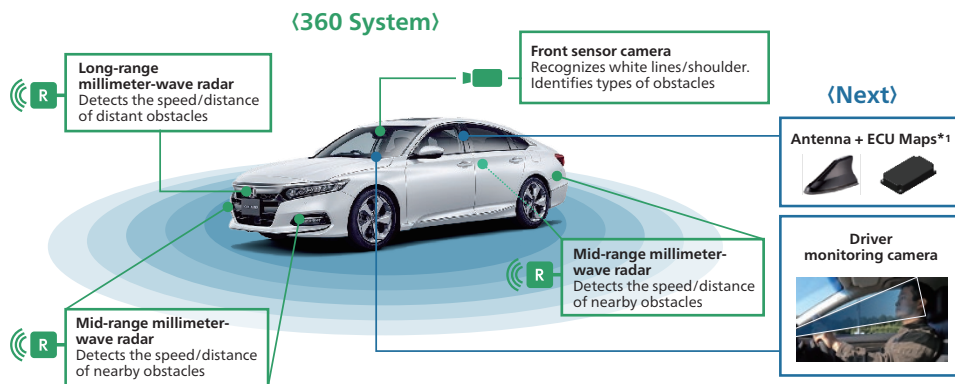 〈360 System〉
Long-range
millimeter-wave radar
Detects the speed/distance
of distant obstacles
R
Front sensor camera
Recognizes white lines/shoulder.
Identifies types of obstacles
〈Next〉
Antenna + ECU Maps*1
Driver
monitoring camera
R
Mid-range millimeter-
wave radar
Detects the speed/distance
of nearby obstacles
R
Mid-range millimeter-
wave radar
Detects the speed/distance
of nearby obstacles